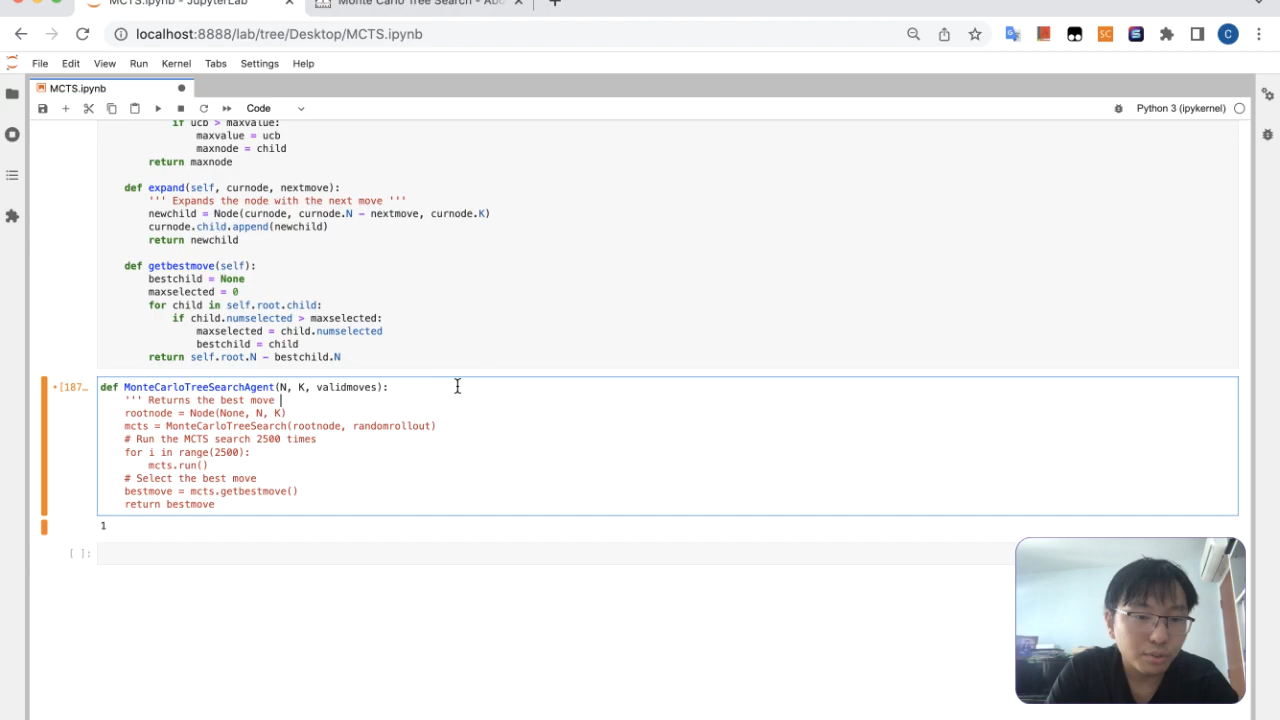 MCTS.ipynb - JupyterLab
Monte Carlo Tree Search - Abo
localhost:8888/lab/tree/Desktop/MCTS.ipynb
SC
C
File Edit View Run Kernel Tabs Settings Help
MCTS.ipynb
Code
Python 3 (ipykernel)
if ucb > maxvalue:
maxvalue = ucb
maxnode = child
return maxnode
def expand(self, curnode, nextmove):
''' Expands the node with the next move '''
newchild = Node(curnode, curnode.N - nextmove, curnode.K)
curnode.child.append(newchild)
return newchild
def getbestmove(self):
bestchild = None
maxselected = 0
for child in self.root.child:
if child.numselected > maxselected:
maxselected = child.numselected
bestchild = child
return self.root.N - bestchild.N
[187…
def MonteCarloTreeSearchAgent(N, K, validmoves):
''' Returns the best move
rootnode = Node(None, N, K)
mcts = MonteCarloTreeSearch(rootnode, randomrollout)
# Run the MCTS search 2500 times
for i in range(2500):
mcts.run()
# Select the best move
bestmove = mcts.getbestmove()
return bestmove
1
[ ]: